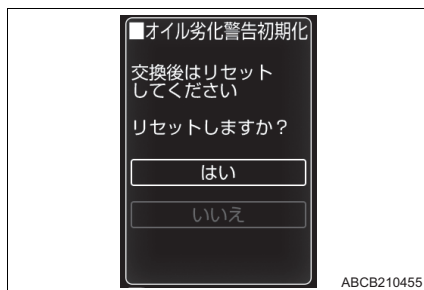 ■オイル劣化警告初期化
交換後はリセット
してください
リセットしますか？
はい
いいえ
ABCB210455